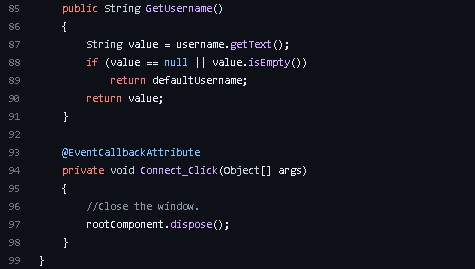 85 public String GetUsername()
86 {
87 String value = username.getText();
88 if (value == null || value.isEmpty())
89 return defaultUsername;
90 return value;
91 }
92
93 @EventCallbackAttribute
94 private void Connect_Click(Object[] args)
95 {
96 //Close the window.
97 rootComponent.dispose();
98 }
99 }